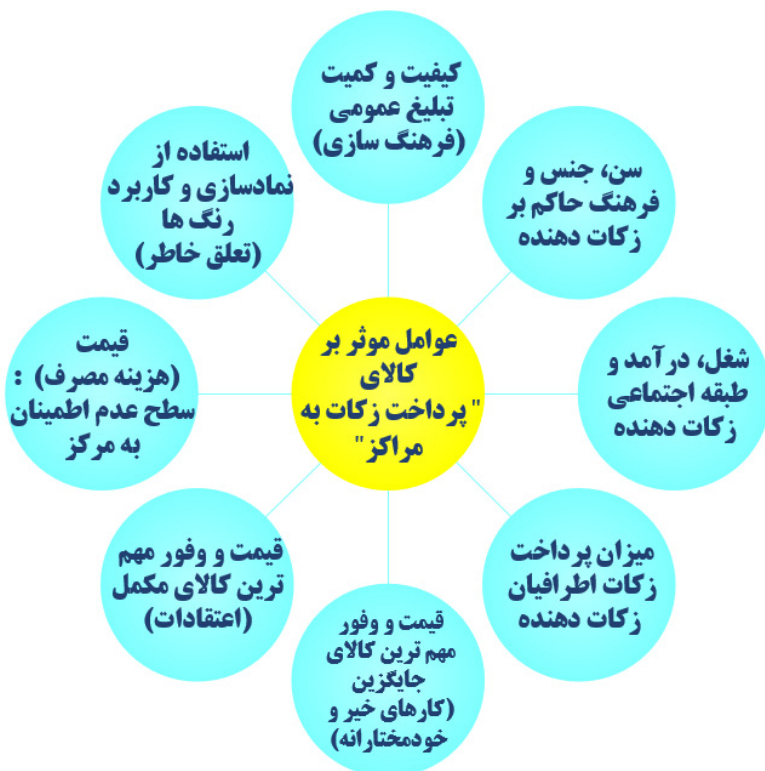 کیفیت و کمیت
تبلیغ عمومی
(فرهنگ سازی)
سن، جنس و
فرهنگ حاکم بر
زکات دهنده
شغل، درآمد و
طبقه اجتماعی
زکات دهنده
میزان پرداخت
زکات اطرافیان
زکات دهنده
قیمت و وفور
مهم ترین کالای
جایگزین
(کارهای خیر و
خودمختارانه)
قیمت و وفور مهم
ترین کالای مکمل
(اعتقادات)
قیمت
(هزینه مصرف) :
سطح عدم اطمینان
به مرکز
استفاده از
نمادسازی و کاربرد
رنگ ها
(تعلق خاطر)
عوامل موثر بر
کالای
"پرداخت زکات به
مراکز"